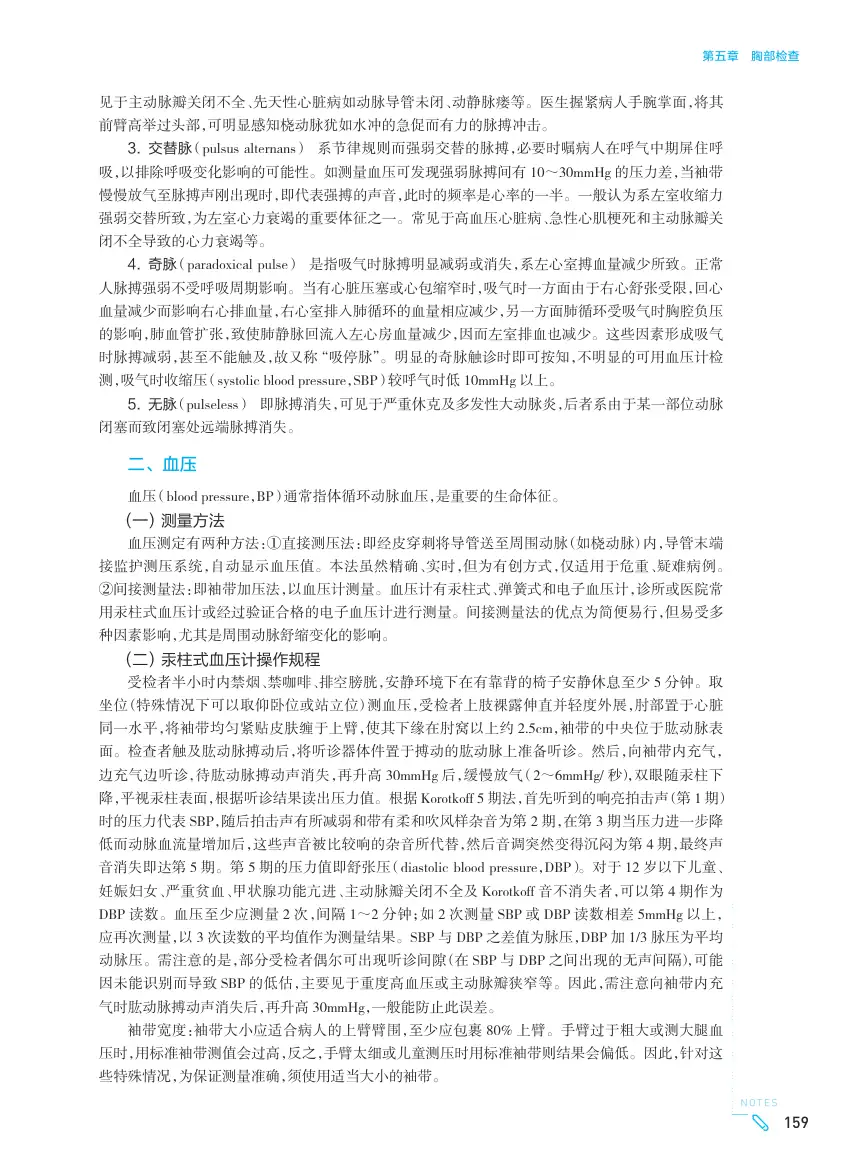 第五章　胸部检查
见于主动脉瓣关闭不全、先天性心脏病如动脉导管未闭、动静脉瘘等。医生握紧病人手腕掌面,将其
前臂高举过头部,可明显感知桡动脉犹如水冲的急促而有力的脉搏冲击。
3. 交替脉(pulsus alternans)　系节律规则而强弱交替的脉搏,必要时嘱病人在呼气中期屏住呼
吸,以排除呼吸变化影响的可能性。如测量血压可发现强弱脉搏间有 10～30mmHg 的压力差,当袖带
慢慢放气至脉搏声刚出现时,即代表强搏的声音,此时的频率是心率的一半。一般认为系左室收缩力
强弱交替所致,为左室心力衰竭的重要体征之一。常见于高血压心脏病、急性心肌梗死和主动脉瓣关
闭不全导致的心力衰竭等。
4. 奇脉(paradoxical pulse)　是指吸气时脉搏明显减弱或消失,系左心室搏血量减少所致。正常
人脉搏强弱不受呼吸周期影响。当有心脏压塞或心包缩窄时,吸气时一方面由于右心舒张受限,回心
血量减少而影响右心排血量,右心室排入肺循环的血量相应减少,另一方面肺循环受吸气时胸腔负压
的影响,肺血管扩张,致使肺静脉回流入左心房血量减少,因而左室排血也减少。这些因素形成吸气
时脉搏减弱,甚至不能触及,故又称 “吸停脉”。明显的奇脉触诊时即可按知,不明显的可用血压计检
测,吸气时收缩压(systolic blood pressure,SBP)较呼气时低 10mmHg 以上。
5. 无脉(pulseless)　即脉搏消失,可见于严重休克及多发性大动脉炎,后者系由于某一部位动脉
闭塞而致闭塞处远端脉搏消失。
二、血压
血压(blood pressure,BP)通常指体循环动脉血压,是重要的生命体征。
(一) 测量方法
血压测定有两种方法:①直接测压法:即经皮穿刺将导管送至周围动脉(如桡动脉)内,导管末端
接监护测压系统,自动显示血压值。本法虽然精确、实时,但为有创方式,仅适用于危重、疑难病例。
②间接测量法:即袖带加压法,以血压计测量。血压计有汞柱式、弹簧式和电子血压计,诊所或医院常
用汞柱式血压计或经过验证合格的电子血压计进行测量。间接测量法的优点为简便易行,但易受多
种因素影响,尤其是周围动脉舒缩变化的影响。
(二) 汞柱式血压计操作规程
受检者半小时内禁烟、禁咖啡、排空膀胱,安静环境下在有靠背的椅子安静休息至少 5 分钟。取
坐位(特殊情况下可以取仰卧位或站立位)测血压,受检者上肢裸露伸直并轻度外展,肘部置于心脏
同一水平,将袖带均匀紧贴皮肤缠于上臂,使其下缘在肘窝以上约 2.5cm,袖带的中央位于肱动脉表
面。检查者触及肱动脉搏动后,将听诊器体件置于搏动的肱动脉上准备听诊。然后,向袖带内充气,
边充气边听诊,待肱动脉搏动声消失,再升高 30mmHg 后,缓慢放气(2～6mmHg/ 秒),双眼随汞柱下
降,平视汞柱表面,根据听诊结果读出压力值。根据 Korotkoff 5 期法,首先听到的响亮拍击声(第 1 期)
时的压力代表 SBP,随后拍击声有所减弱和带有柔和吹风样杂音为第 2 期,在第 3 期当压力进一步降
低而动脉血流量增加后,这些声音被比较响的杂音所代替,然后音调突然变得沉闷为第 4 期,最终声
音消失即达第 5 期。第 5 期的压力值即舒张压(diastolic blood pressure,DBP)。对于 12 岁以下儿童、
妊娠妇女、严重贫血、甲状腺功能亢进、主动脉瓣关闭不全及 Korotkoff 音不消失者,可以第 4 期作为
DBP 读数。血压至少应测量 2 次,间隔 1～2 分钟;如 2 次测量 SBP 或 DBP 读数相差 5mmHg 以上,
应再次测量,以 3 次读数的平均值作为测量结果。SBP 与 DBP 之差值为脉压,DBP 加 1/3 脉压为平均
动脉压。需注意的是,部分受检者偶尔可出现听诊间隙(在 SBP 与 DBP 之间出现的无声间隔),可能
因未能识别而导致 SBP 的低估,主要见于重度高血压或主动脉瓣狭窄等。因此,需注意向袖带内充
气时肱动脉搏动声消失后,再升高 30mmHg,一般能防止此误差。
袖带宽度:袖带大小应适合病人的上臂臂围,至少应包裹 80% 上臂。手臂过于粗大或测大腿血
压时,用标准袖带测值会过高,反之,手臂太细或儿童测压时用标准袖带则结果会偏低。因此,针对这
些特殊情况,为保证测量准确,须使用适当大小的袖带。
NOTES
159